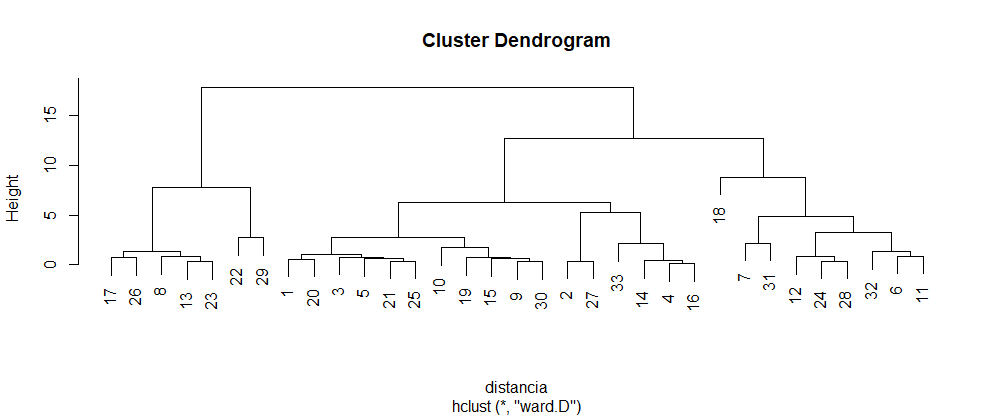 Cluster Dendrogram
Height
0 5 10 15
17 26 8 13 23 22 29 1 20 3 5 21 25 10 19 15 9 30 2 27 33 14 4 16 18 7 31 12 24 28 32 6 11
distancia
hclust (*, "ward.D")